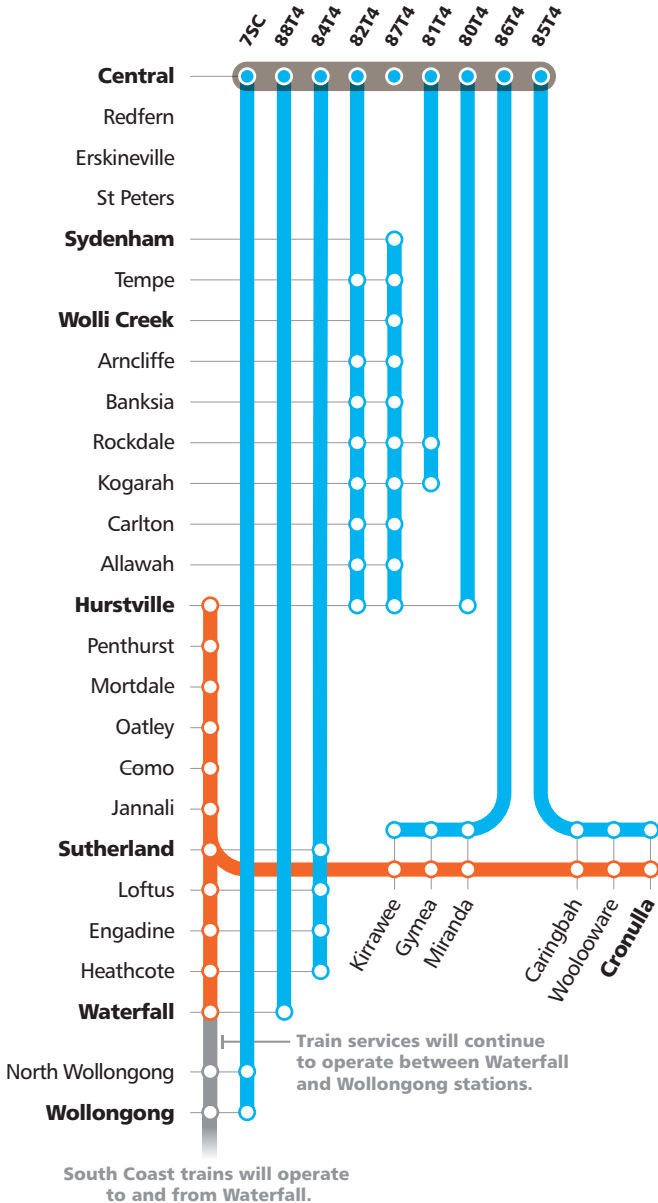 7SC
88T4
84T4
82T4
87T4
81T4
80T4
86T4
85T4
Central
Redfern
Erskineville
St Peters
Sydenham
Tempe
Wolli Creek
Arncliffe
Banksia
Rockdale
Kogarah
Carlton
Allawah
Hurstville
Penthurst
Mortdale
Oatley
Como
Jannali
Sutherland
Loftus
Engadine
Heathcote
Waterfall
Kirrawee
Gymea
Miranda
Caringbah
Woolooware
Cronulla
Train services will continue
to operate between Waterfall
and Wollongong stations.
North Wollongong
Wollongong
South Coast trains will operate
to and from Waterfall.